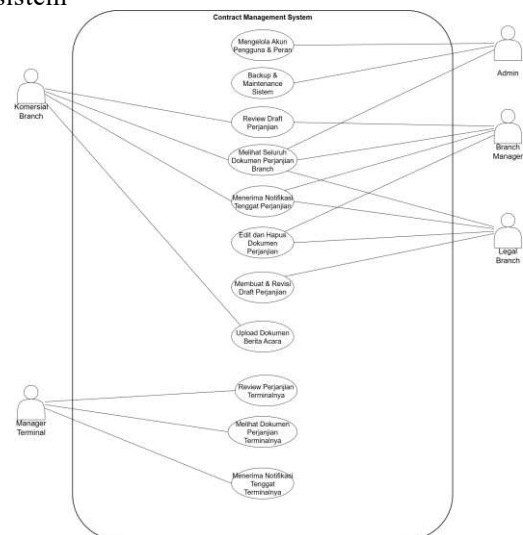 sistem
Contract Management System
Mengelola Akun
Pengguna & Peran
Admin
Backup &
Maintenance
Sistem
Komersial
Branch
Review Draft
Perjanjian
Branch
Manager
Melihat Seluruh
Dokumen Perjanjian
Branch
Menerima Notifikasi
Tenggat Perjanjian
Edit dan Hapus
Dokumen
Perjanjian
Legal
Branch
Membuat & Revisi
Draft Perjanjian
Upload Dokumen
Berita Acara
Review Perjanjian
Terminalnya
Manager
Terminal
Melihat Dokumen
Perjanjian
Terminalnya
Menerima Notifikasi
Tenggat
Terminalnya